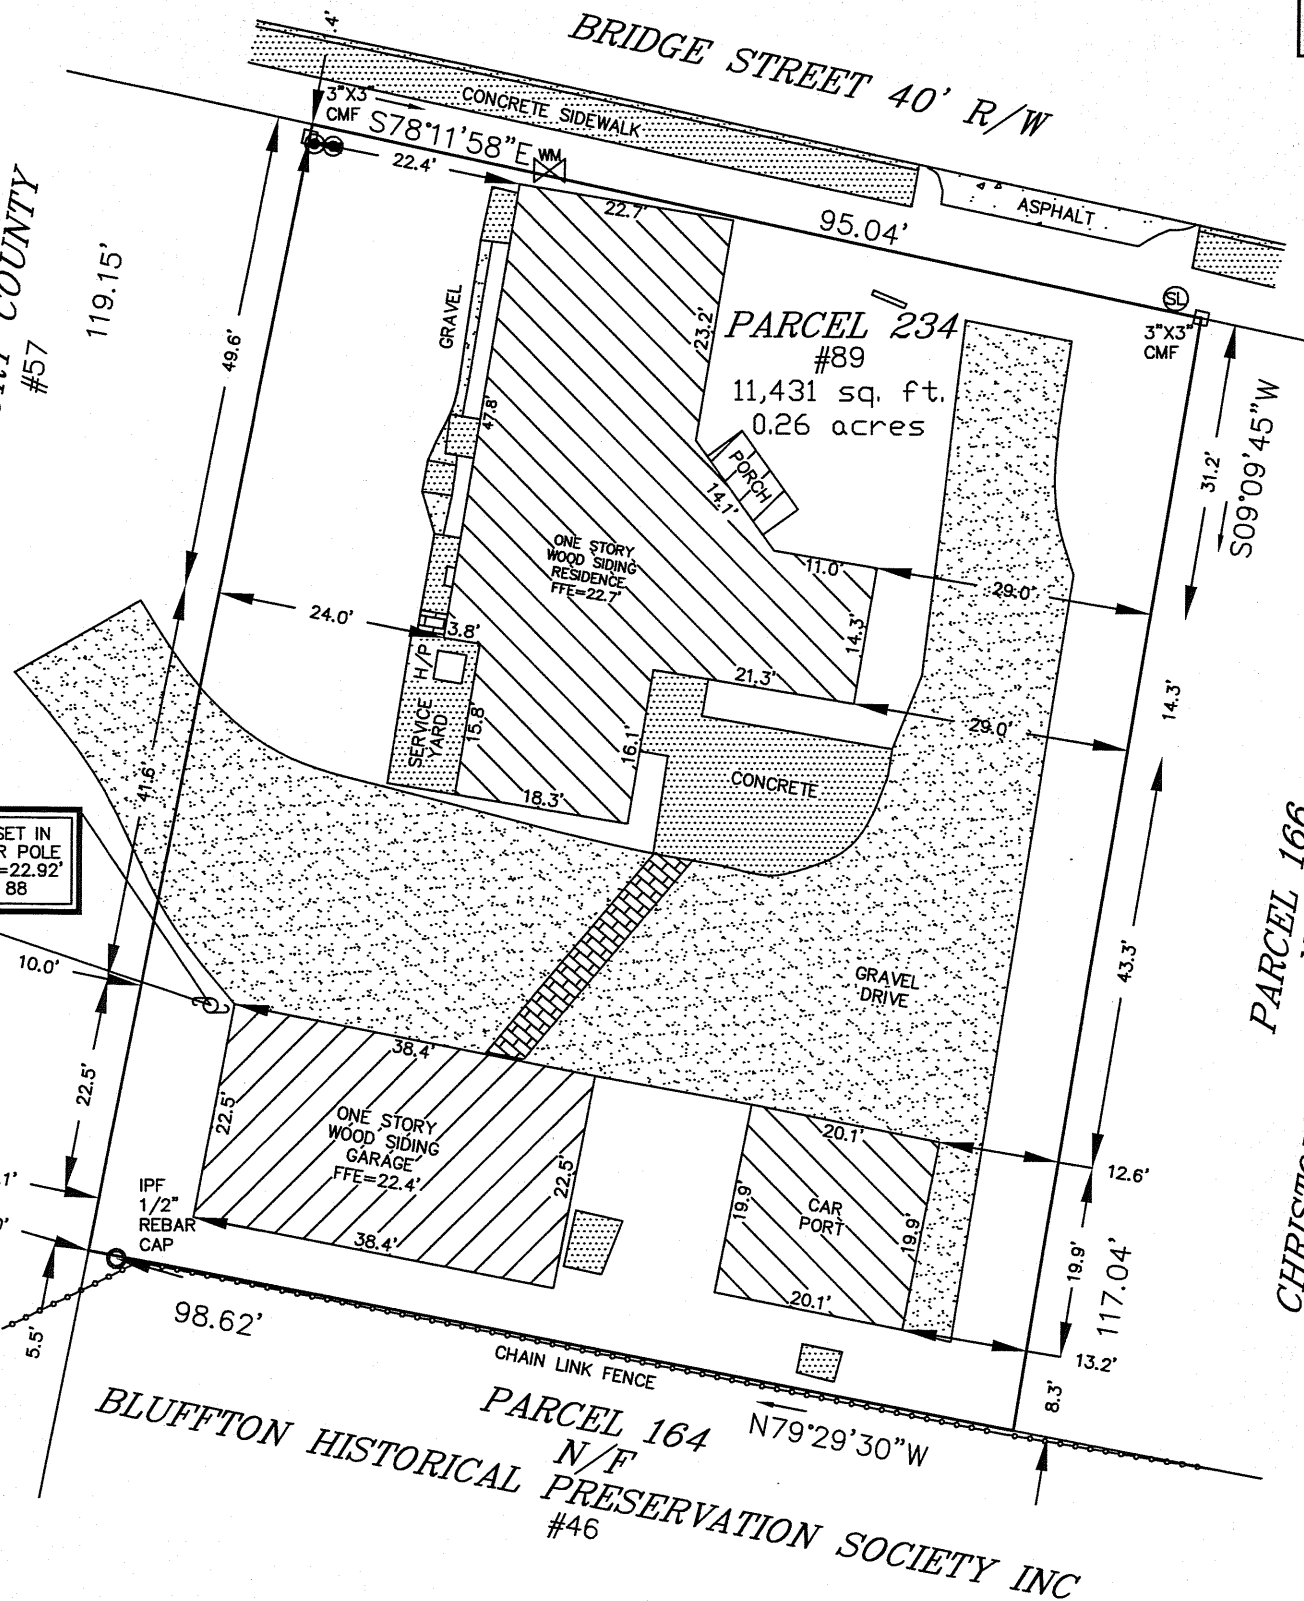 BRIDGE STREET 40' R/W
.4'
3"X3"
CMF
S78°11'58"E
CONCRETE SIDEWALK
WM
22.4'
22.7'
95.04'
ASPHALT
SL
3"X3"
CMF
COUNTY
#57
119.15'
49.6'
GRAVEL
47.8'
23.2'
PARCEL 234
#89
11,431 sq. ft.
0.26 acres
PORCH
14.1'
31.2'
S09°09'45"W
ONE STORY
WOOD SIDING
RESIDENCE
FFE=22.7'
11.0'
29.0'
24.0'
3.8'
14.3'
H/P
SERVICE
YARD
15.8'
16.1'
21.3'
29.0'
14.3'
18.3'
CONCRETE
41.6'
SET IN
POLE
=22.92'
88
10.0'
GRAVEL
DRIVE
43.3'
PARCEL 166
22.5'
38.4'
22.5'
ONE STORY
WOOD SIDING
GARAGE
FFE=22.4'
22.5'
38.4'
20.1'
19.9'
CAR
PORT
19.9'
20.1'
12.6'
19.9'
117.04'
13.2'
8.3'
IPF
1/2"
REBAR
CAP
5.5'
98.62'
CHAIN LINK FENCE
N79°29'30"W
PARCEL 164
N/F
BLUFFTON HISTORICAL PRESERVATION SOCIETY INC
#46